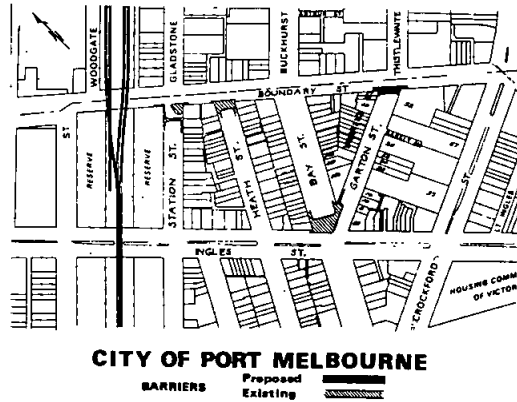 WOODGATE
ST.
GLADSTONE
BUCKHURST
THISTLEWAITE
BOUNDARY ST.
RESERVE
RESERVE
STATION ST.
HEATH ST.
BAY ST.
GARTON ST.
INGLES ST.
CROCKFORD ST.
HOUSING COMM
OF VICTOR
CITY OF PORT MELBOURNE
BARRIERS
Proposed
Existing